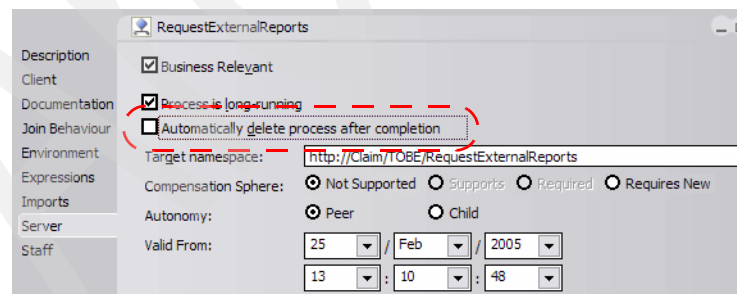 RequestExternalReports
Description
Client
Documentation
Join Behaviour
Environment
Expressions
Imports
Server
Staff
Business Relevant
Process is long-running
Automatically delete process after completion
Target namespace: http://Claim/TOBE/RequestExternalReports
Compensation Sphere: Not Supported Supports Required Requires New
Autonomy: Peer Child
Valid From: 25 / Feb / 2005
13 : 10 : 48